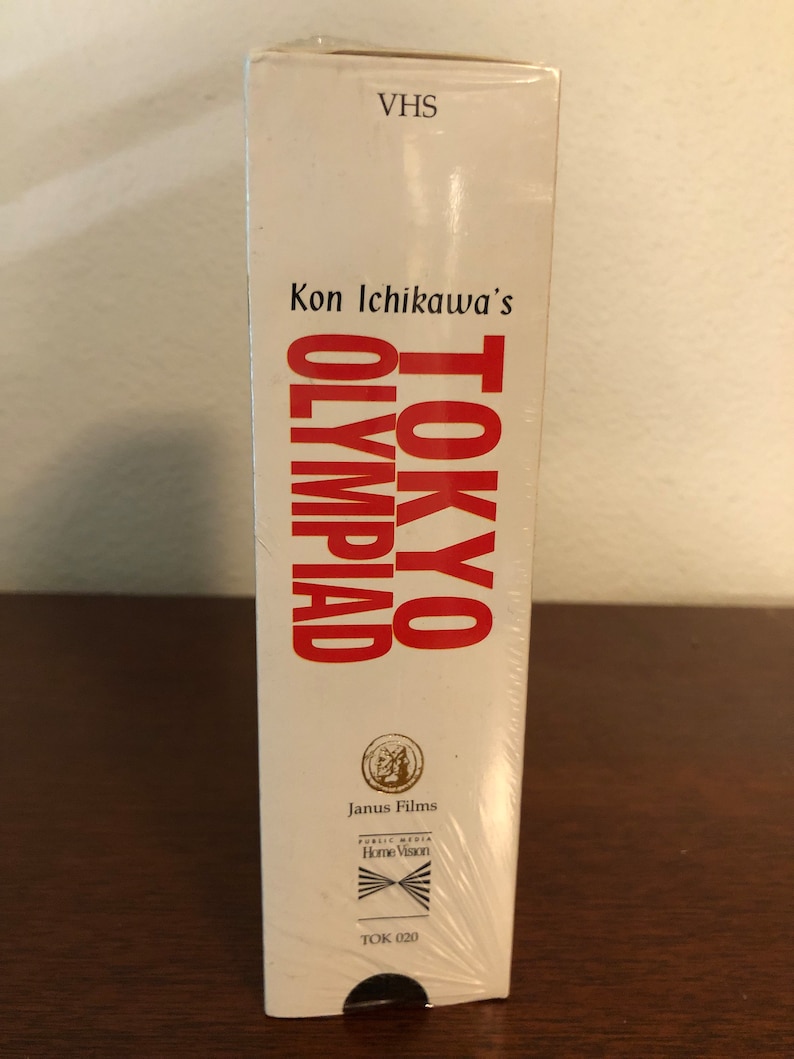 VHS
Kon Ichikawa's
TOKYO
OLYMPIAD
Janus Films
PUBLIC MEDIA
Home Vision
TOK 020